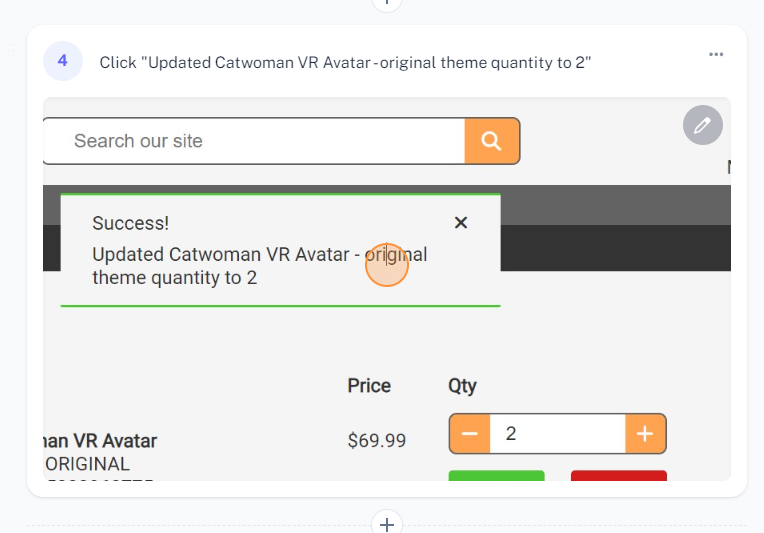 4 Click "Updated Catwoman VR Avatar - original theme quantity to 2"
Search our site
Success!
Updated Catwoman VR Avatar - original
theme quantity to 2
Price Qty
VR Avatar $69.99 2
ORIGINAL